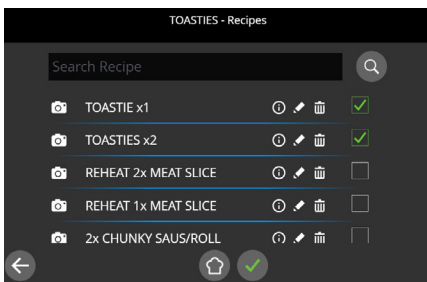 TOASTIES - Recipes
Search Recipe
TOASTIE x1
TOASTIES x2
REHEAT 2x MEAT SLICE
REHEAT 1x MEAT SLICE
2x CHUNKY SAUS/ROLL